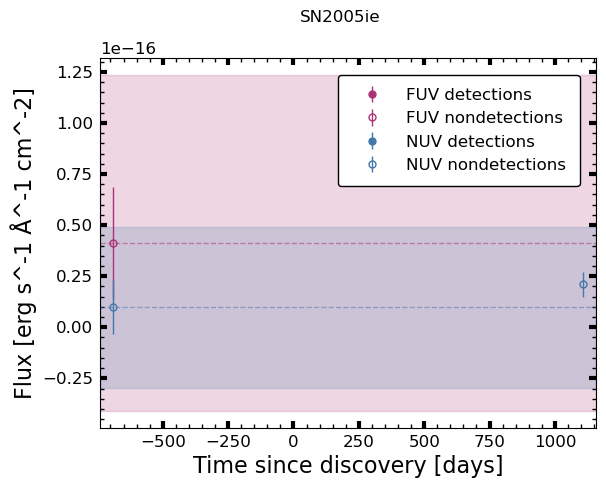 SN2005ie
1e−16
FUV detections
FUV nondetections
NUV detections
NUV nondetections
Flux [erg s^-1 Å^-1 cm^-2]
1.25
1.00
0.75
0.50
0.25
0.00
−0.25
−500
−250
0
250
500
750
1000
Time since discovery [days]